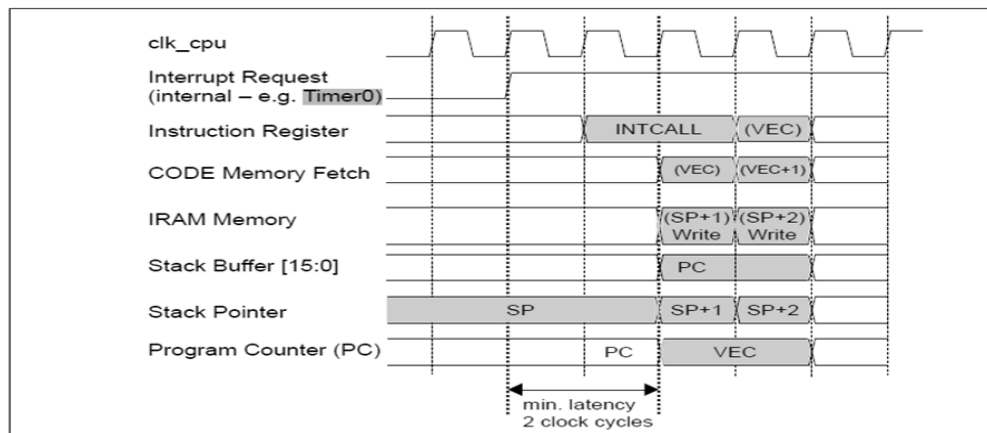 clk_cpu
Interrupt Request
(internal – e.g. Timer0)
Instruction Register
INTCALL
(VEC)
CODE Memory Fetch
(VEC)
(VEC+1)
IRAM Memory
(SP+1)
(SP+2)
Write
Write
Stack Buffer [15:0]
PC
Stack Pointer
SP
SP+1
SP+2
Program Counter (PC)
PC
VEC
min. latency
2 clock cycles